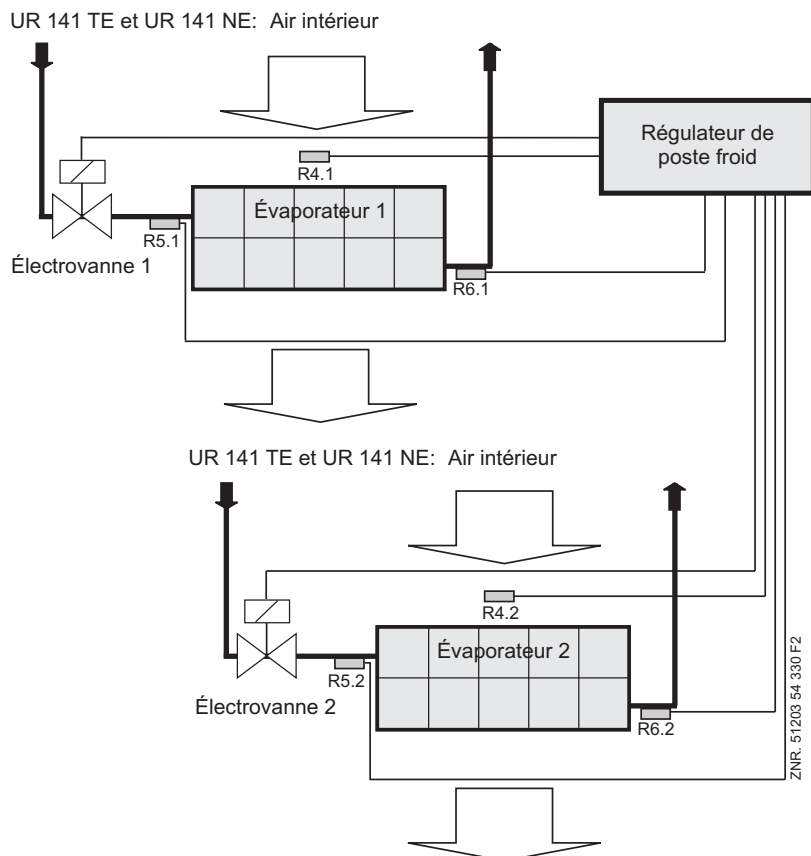 UR 141 TE et UR 141 NE: Air intérieur
Régulateur de
poste froid
R4.1
Évaporateur 1
R5.1
Électrovanne 1
R6.1
UR 141 TE et UR 141 NE: Air intérieur
R4.2
Évaporateur 2
R5.2
Électrovanne 2
R6.2
ZNR. 51203 54 330 F2